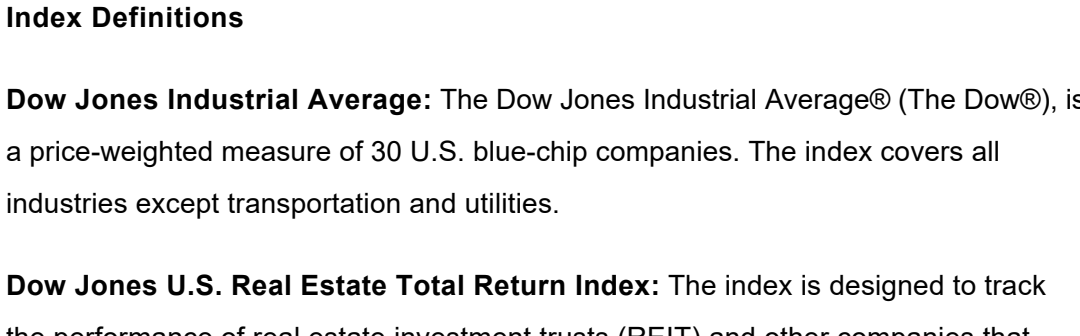 Index Definitions
Dow Jones Industrial Average: The Dow Jones Industrial Average® (The Dow®), is
a price-weighted measure of 30 U.S. blue-chip companies. The index covers all
industries except transportation and utilities.
Dow Jones U.S. Real Estate Total Return Index: The index is designed to track
the performance of real estate investment trusts (REIT) and other companies that